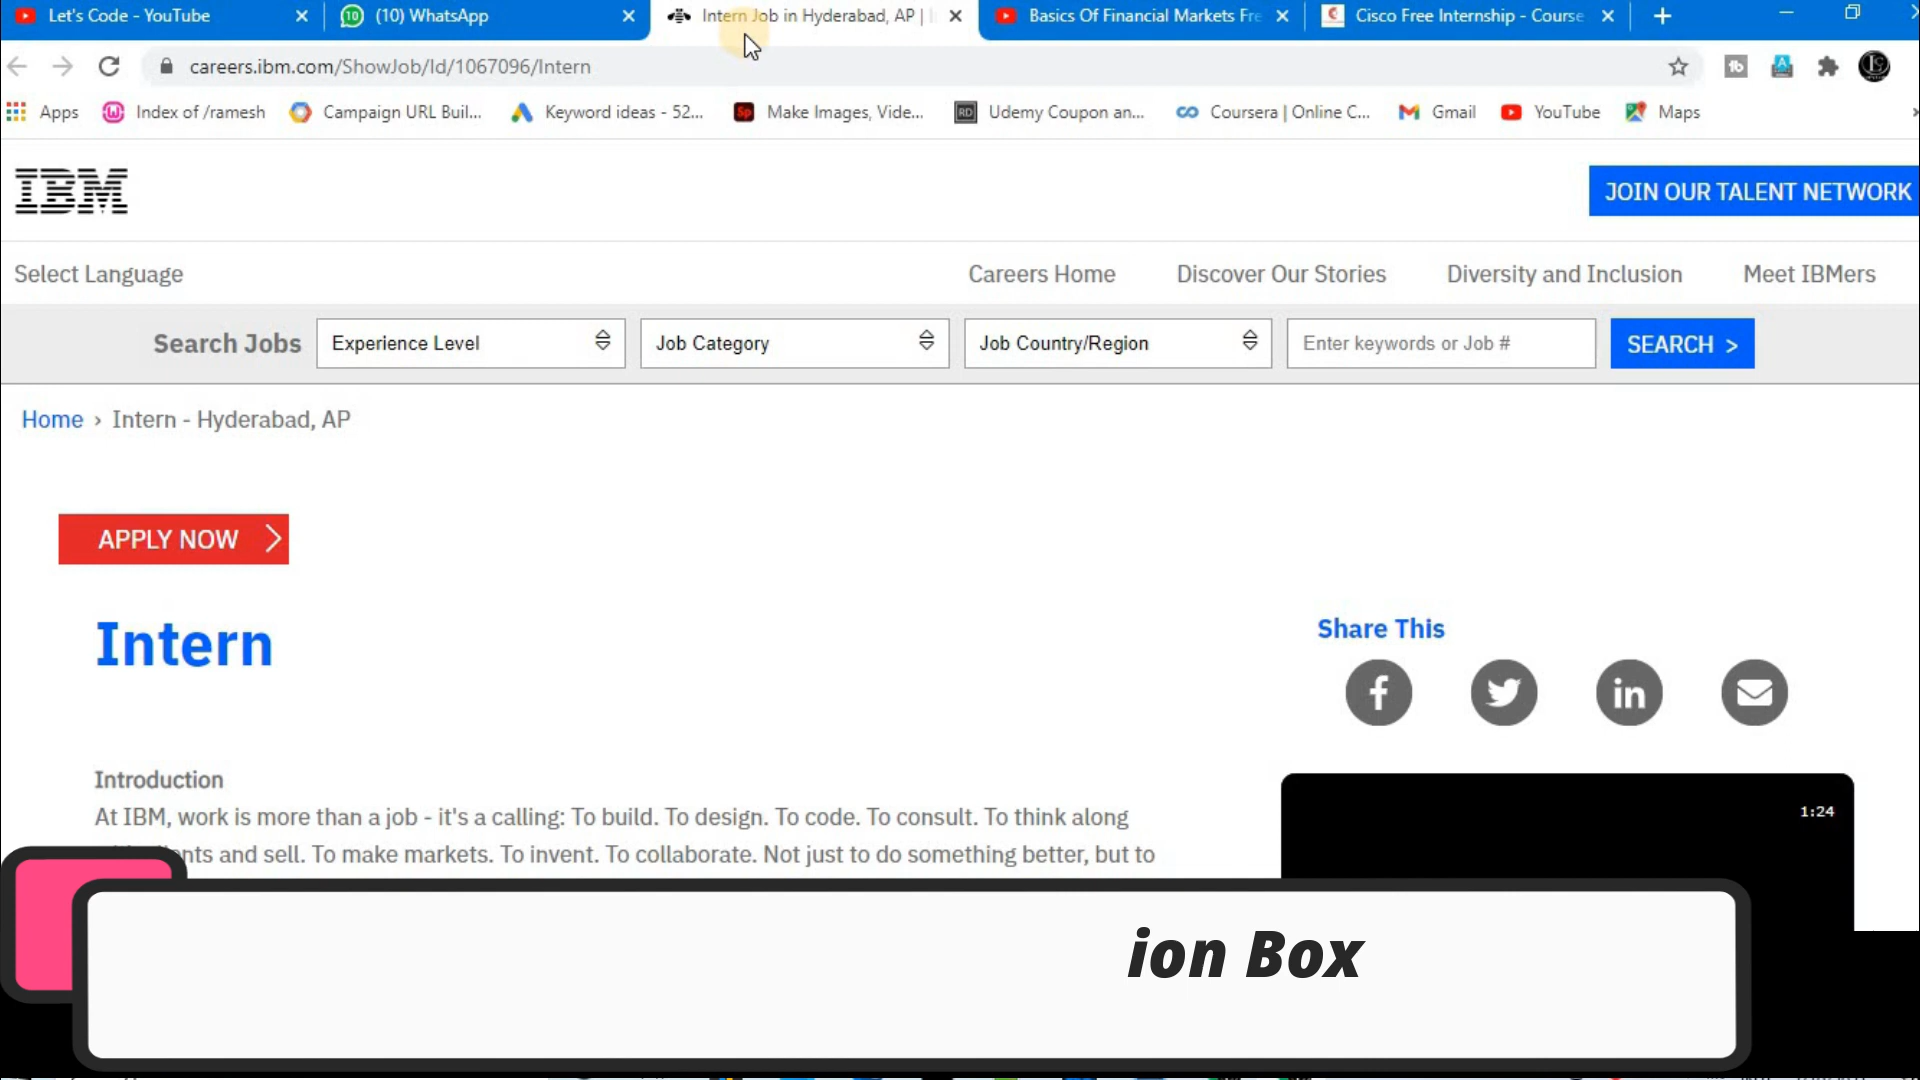 Let's Code - YouTube
(10) WhatsApp
Intern Job in Hyderabad, AP |
Basics Of Financial Markets Fre
Cisco Free Internship - Course
careers.ibm.com/ShowJob/Id/1067096/Intern
Apps
Index of /ramesh
Campaign URL Buil...
Keyword ideas - 52...
Make Images, Vide...
Udemy Coupon an...
Coursera | Online C...
Gmail
YouTube
Maps
IBM
JOIN OUR TALENT NETWORK
Select Language
Careers Home
Discover Our Stories
Diversity and Inclusion
Meet IBMers
Search Jobs
Experience Level
Job Category
Job Country/Region
Enter keywords or Job #
SEARCH >
Home › Intern - Hyderabad, AP
APPLY NOW
Intern
Share This
Introduction
At IBM, work is more than a job - it's a calling: To build. To design. To code. To consult. To think along
and sell. To make markets. To invent. To collaborate. Not just to do something better, but to
1:24
ion Box